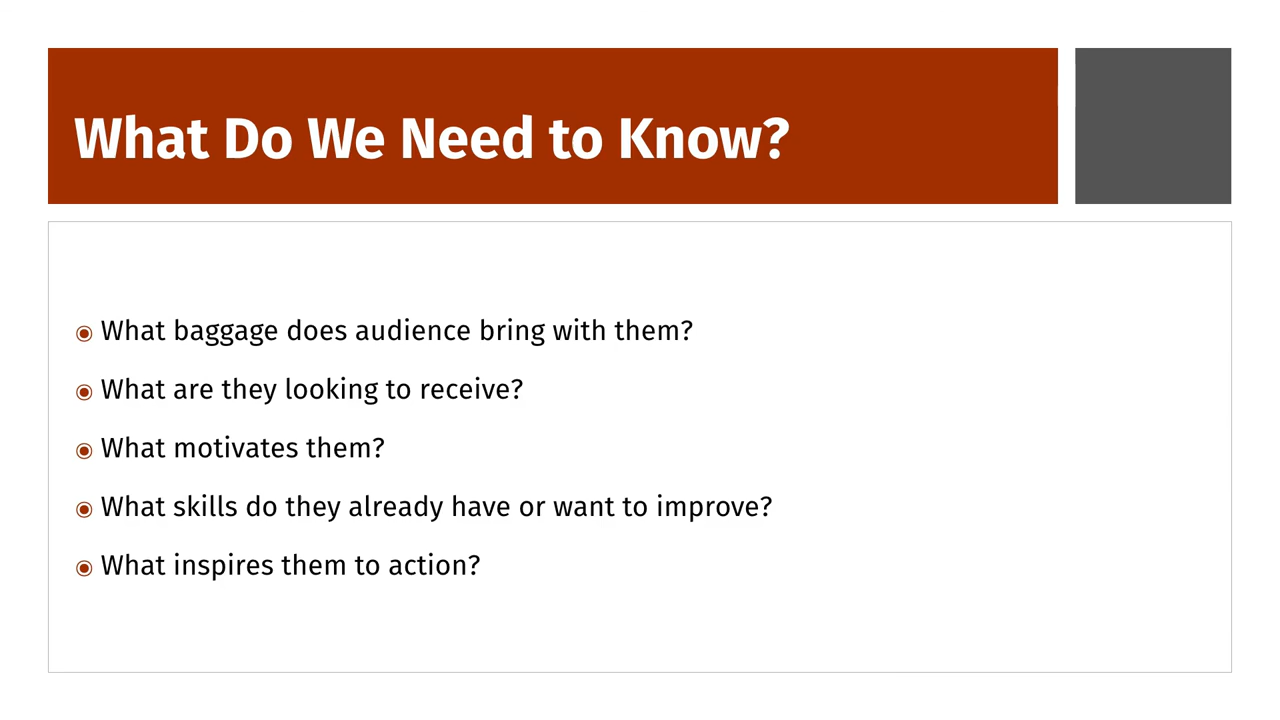 What Do We Need to Know?
What baggage does audience bring with them?
What are they looking to receive?
What motivates them?
What skills do they already have or want to improve?
What inspires them to action?